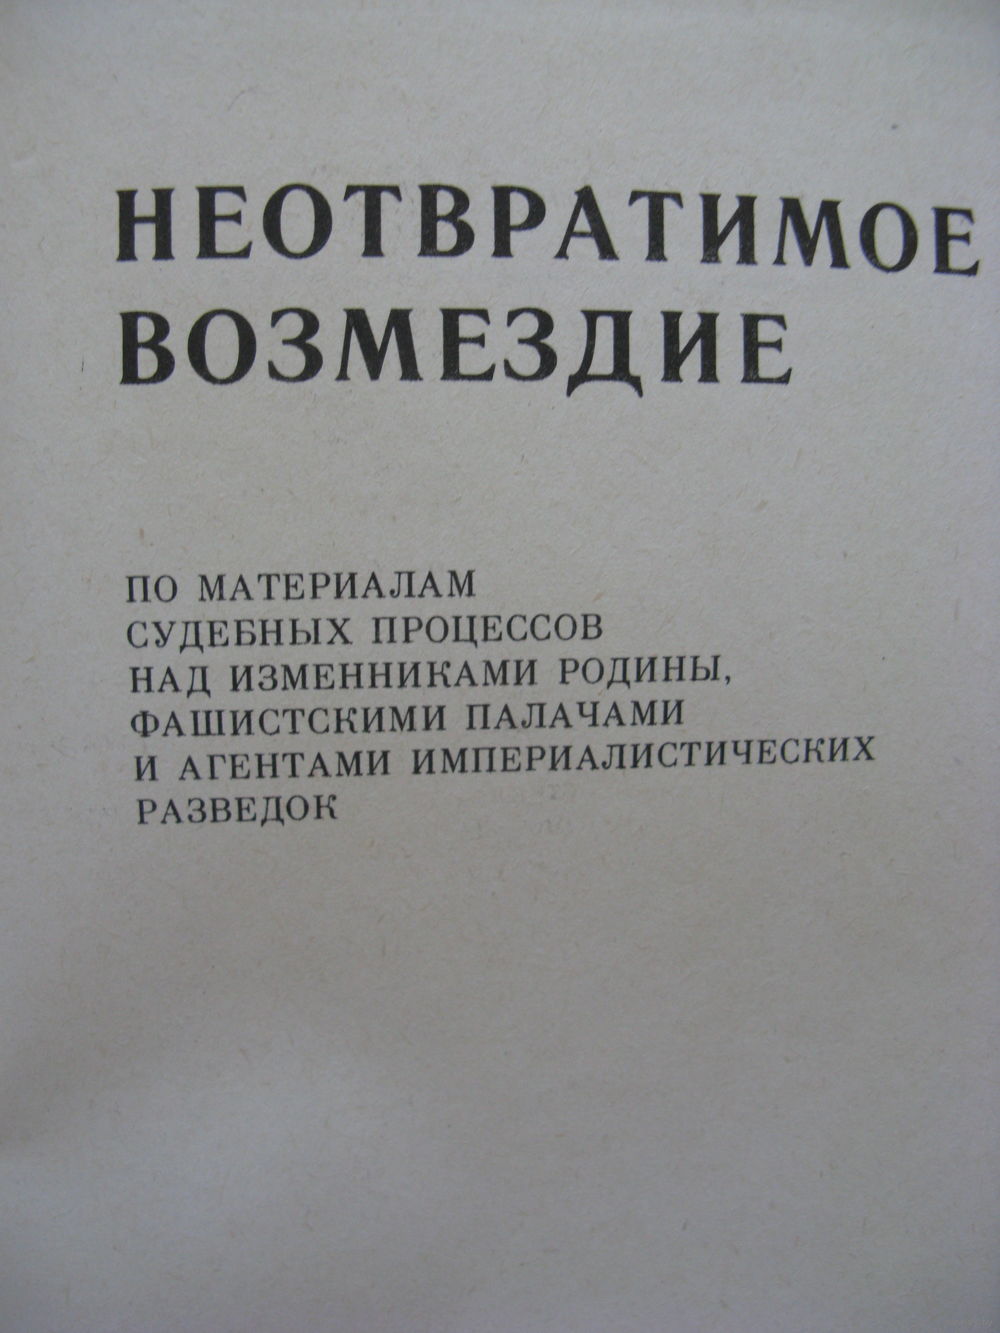 НЕОТВРАТИМОЕ
ВОЗМЕЗДИЕ
ПО МАТЕРИАЛАМ
СУДЕБНЫХ ПРОЦЕССОВ
НАД ИЗМЕННИКАМИ РОДИНЫ,
ФАШИСТСКИМИ ПАЛАЧАМИ
И АГЕНТАМИ ИМПЕРИАЛИСТИЧЕСКИХ
РАЗВЕДОК